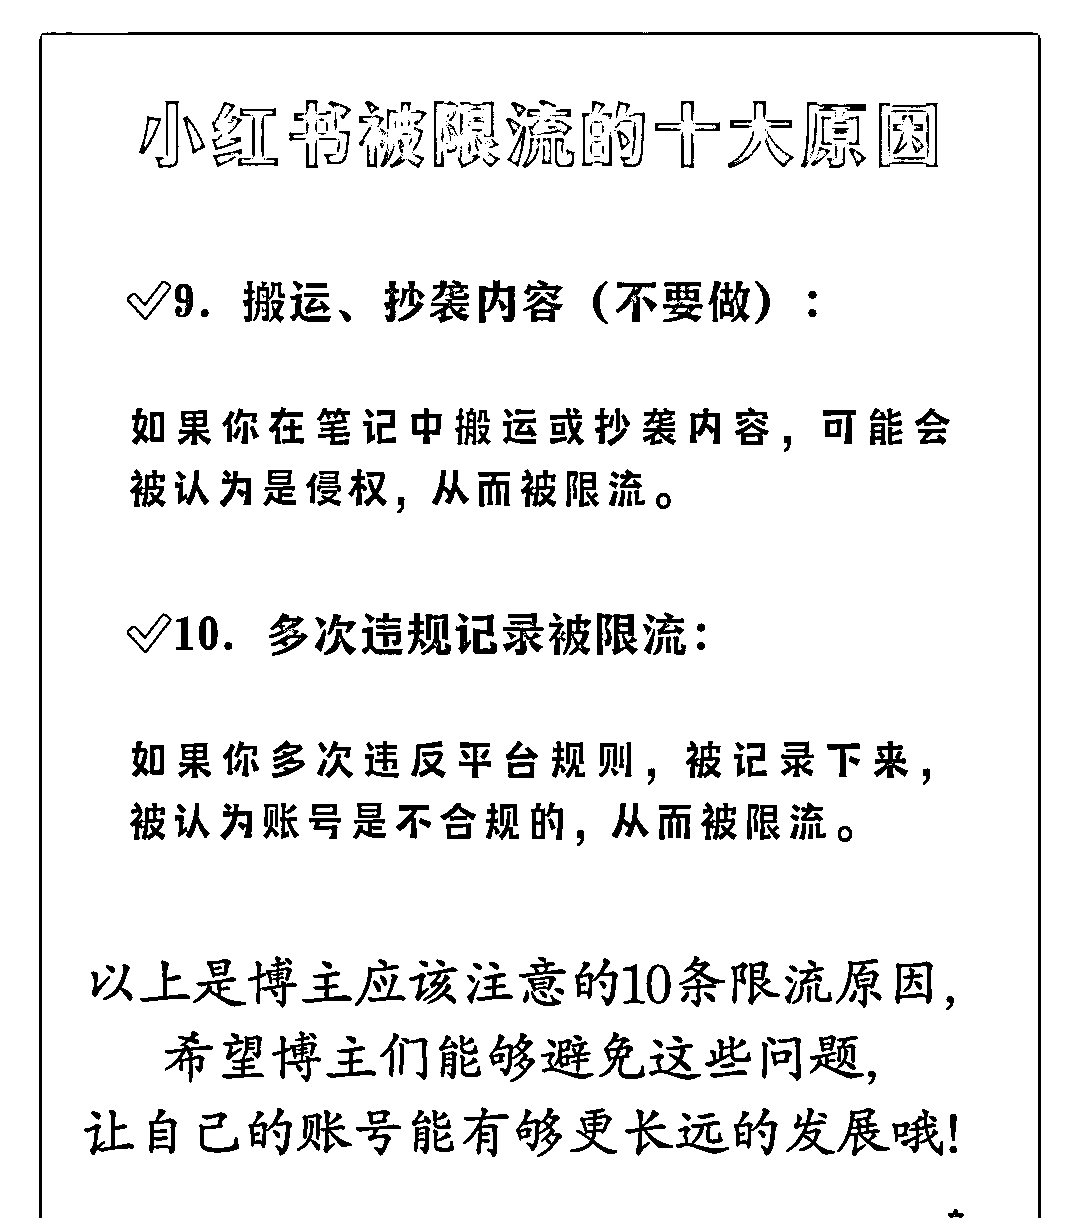 小红书被限流的十大原因
✓9. 搬运、抄袭内容（不要做）:
如果你在笔记中搬运或抄袭内容，可能会
被认为是侵权，从而被限流。
✓10. 多次违规记录被限流:
如果你多次违反平台规则，被记录下来，
被认为账号是不合规的，从而被限流。
以上是博主应该注意的10条限流原因，
希望博主们能够避免这些问题，
让自己的账号能有够更长远的发展哦!